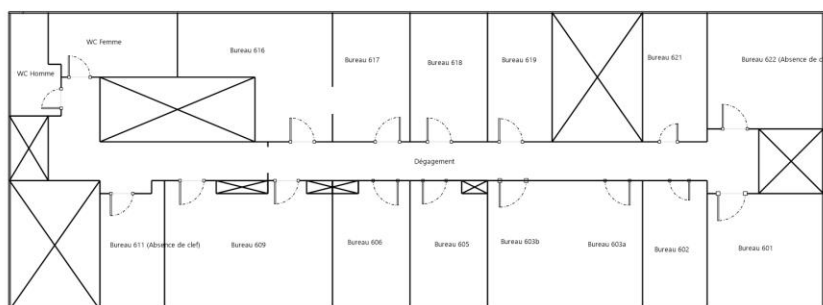 WC Femme
Bureau 616
Bureau 617
Bureau 618
Bureau 619
Bureau 621
Bureau 622 (Absence de c
WC Homme
Dégagement
Bureau 611 (Absence de clef)
Bureau 609
Bureau 606
Bureau 605
Bureau 603b
Bureau 603a
Bureau 602
Bureau 601